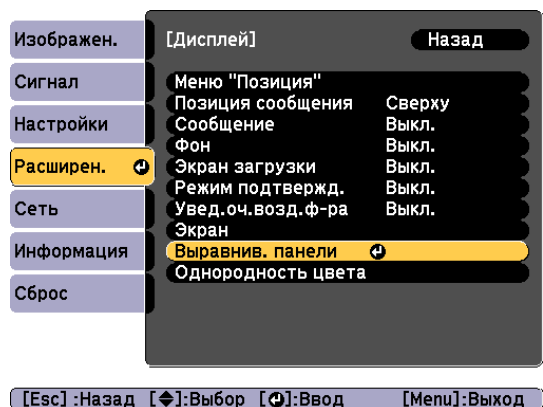 Изображен.
Сигнал
Настройки
Расширен.
Сеть
Информация
Сброс
[Дисплей] Назад
Меню "Позиция"
Позиция сообщения Сверху
Сообщение Выкл.
Фон Выкл.
Экран загрузки Выкл.
Режим подтвержд. Выкл.
Увед.оч.возд.ф-ра Выкл.
Экран
Выравнив. панели
Однородность цвета
[Esc] :Назад [◆]:Выбор [⏎]:Ввод [Menu]:Выход